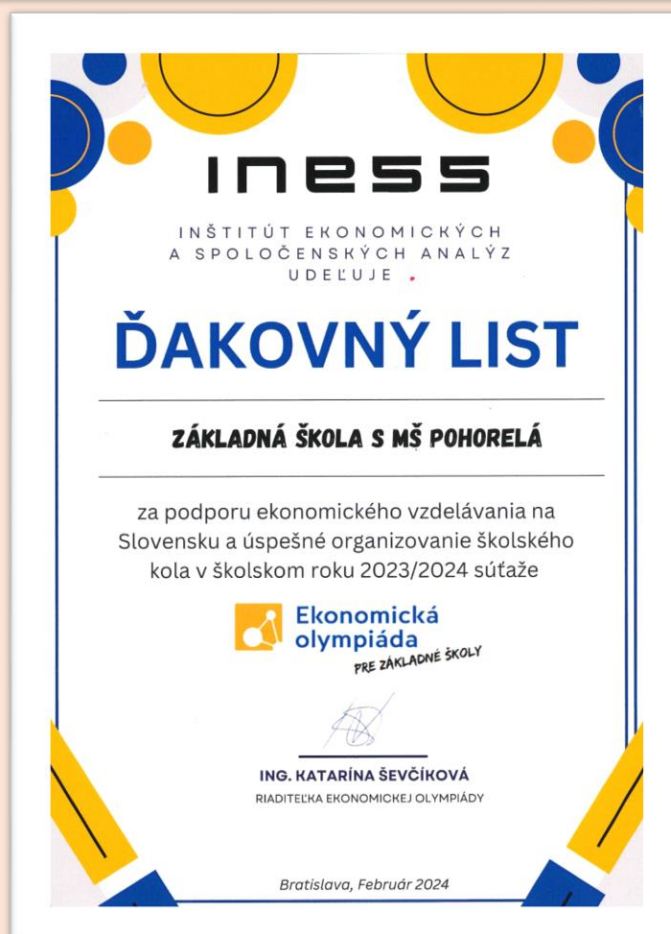 INESS
INŠTITÚT EKONOMICKÝCH
A SPOLOČENSKÝCH ANALÝZ
UDEĽUJE
ĎAKOVNÝ LIST
ZÁKLADNÁ ŠKOLA S MŠ POHORELÁ
za podporu ekonomického vzdelávania na
Slovensku a úspešné organizovanie školského
kola v školskom roku 2023/2024 súťaže
Ekonomická
olympiáda
PRE ZÁKLADNÉ ŠKOLY
ING. KATARÍNA ŠEVČÍKOVÁ
RIADITEĽKA EKONOMICKEJ OLYMPIÁDY
Bratislava, Február 2024